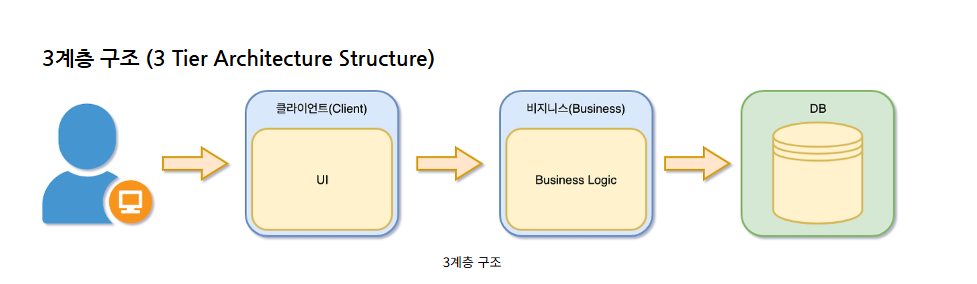 3계층 구조 (3 Tier Architecture Structure)
클라이언트(Client)
UI
비지니스(Business)
Business Logic
DB
3계층 구조